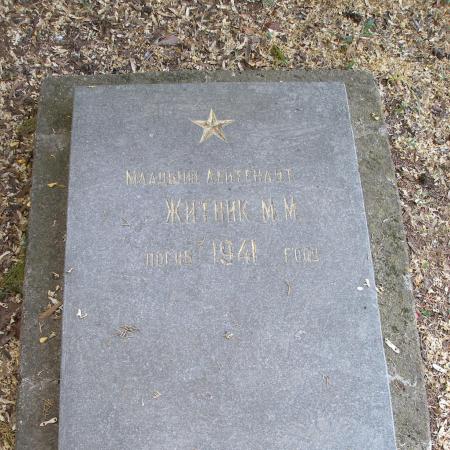 МЛАДШИЙ ЛЕЙТЕНАНТ
ЖИТНИК М.М.
ПОГИБ В 1941 ГОДУ